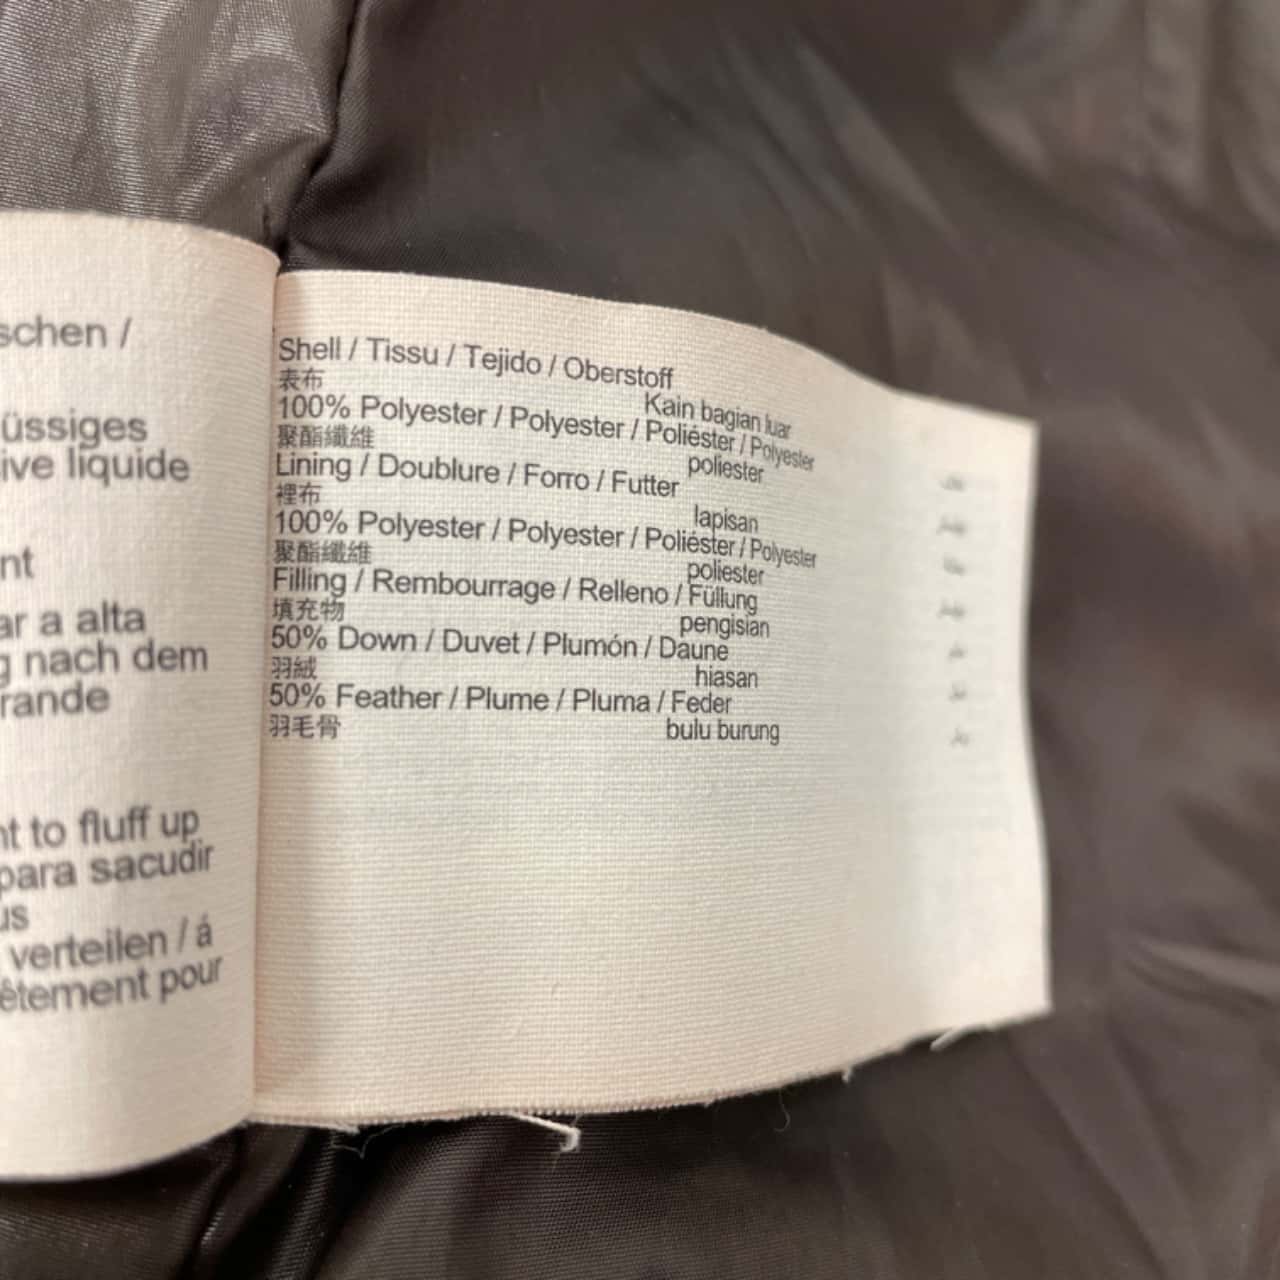 schen /
üssiges
ive liquide
nt
ar a alta
g nach dem
rande
nt to fluff up
para sacudir
us
verteilen / á
êtement pour
Shell / Tissu / Tejido / Oberstoff
表布 Kain bagian luar
100% Polyester / Polyester / Poliéster / Polyester
聚酯纖維 poliester
Lining / Doublure / Forro / Futter
裡布 lapisan
100% Polyester / Polyester / Poliéster / Polyester
聚酯纖維 poliester
Filling / Rembourrage / Relleno / Füllung
填充物 pengisian
50% Down / Duvet / Plumón / Daune
羽絨 hiasan
50% Feather / Plume / Pluma / Feder
羽毛骨 bulu burung